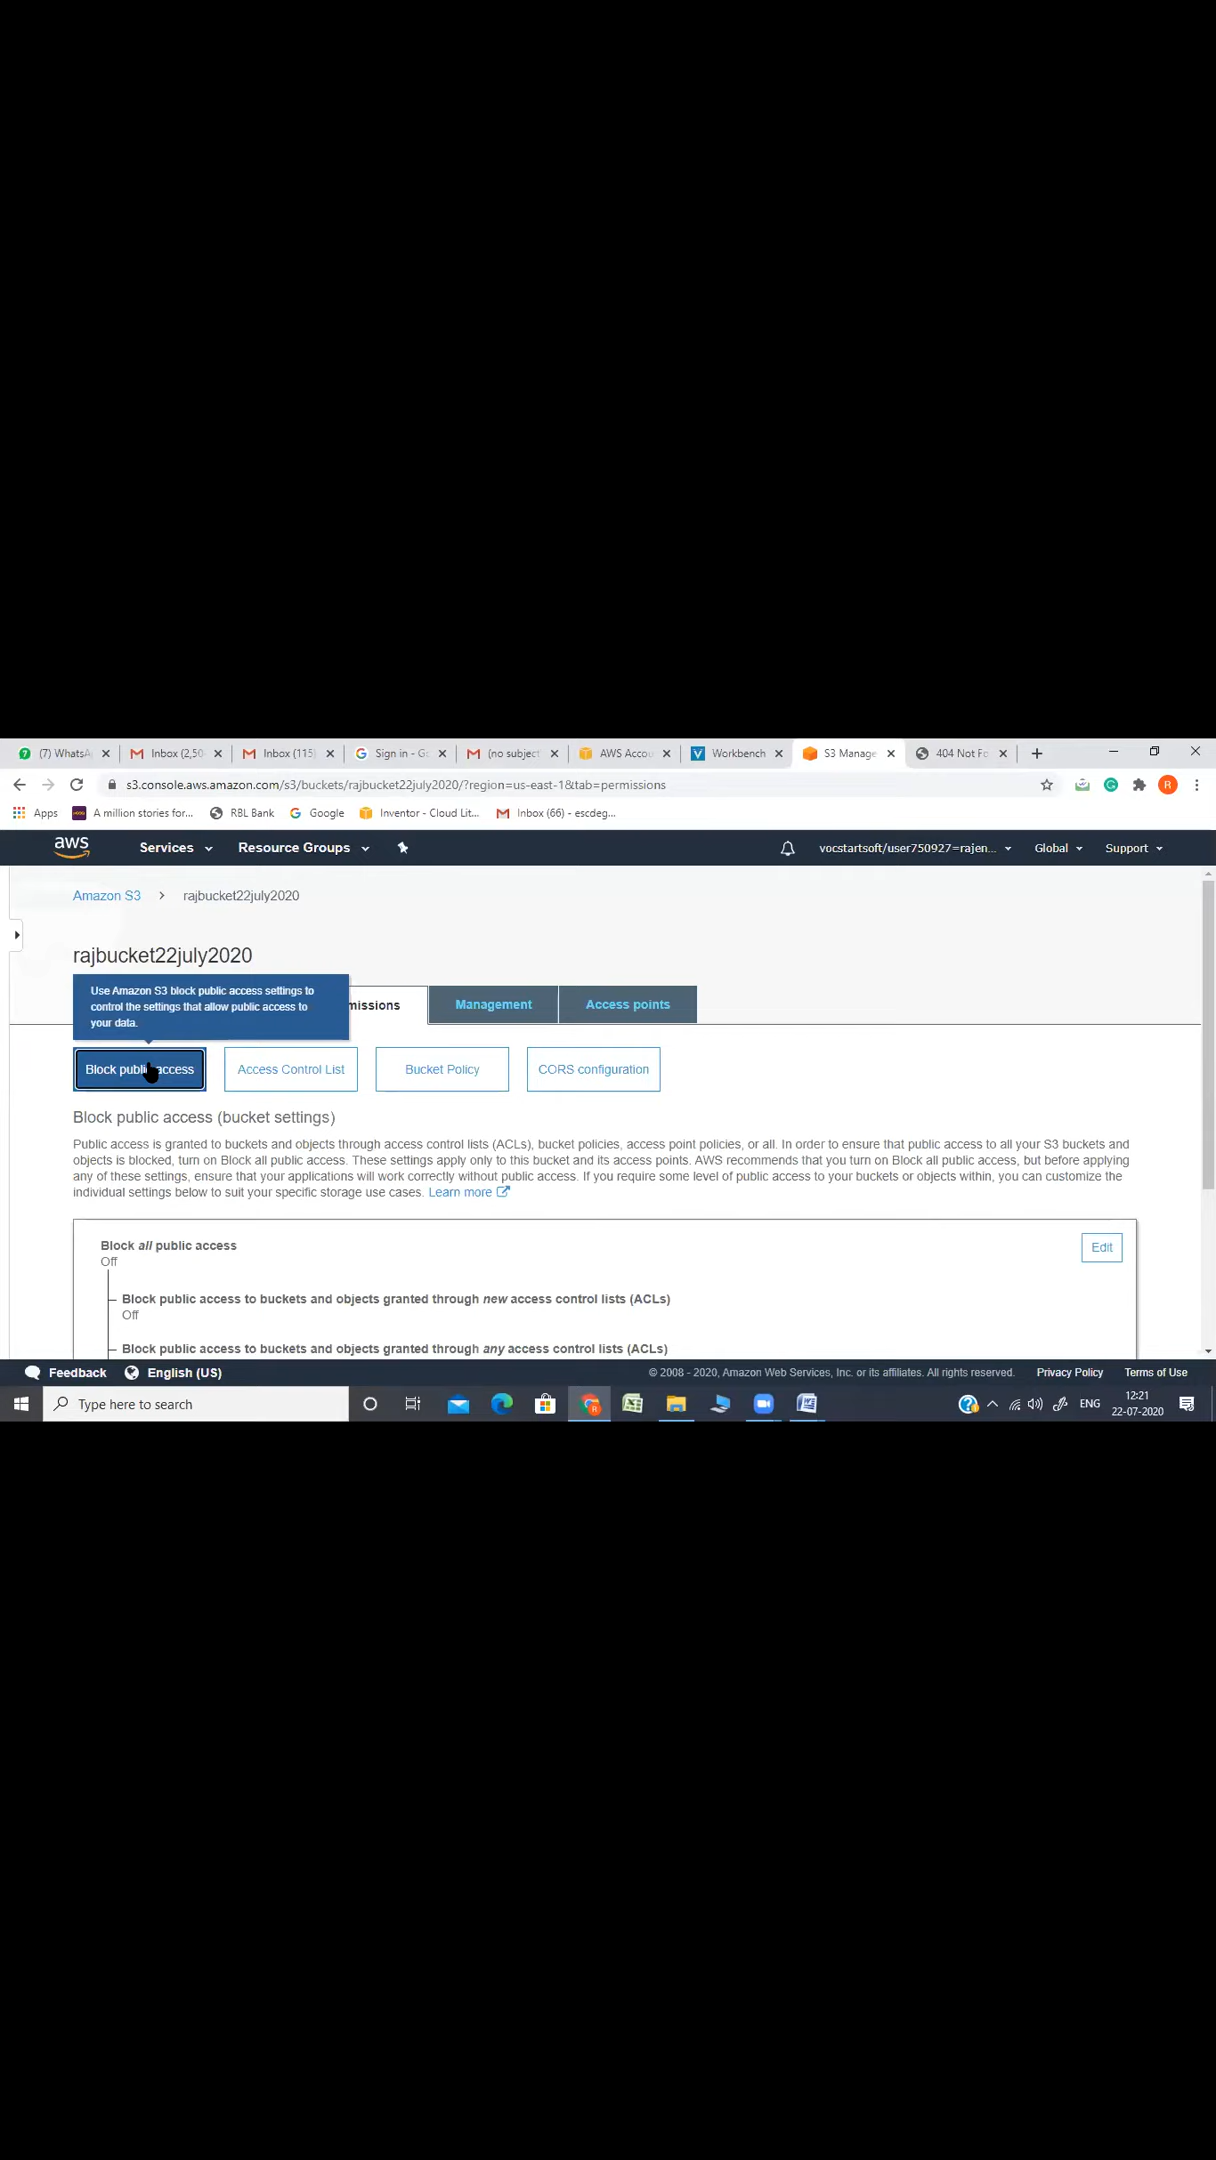 (7) WhatsA
Inbox (2,50
Inbox (115)
Sign in - Go
(no subject
AWS Accou
Workbench
S3 Manage
404 Not Fo
s3.console.aws.amazon.com/s3/buckets/rajbucket22july2020/?region=us-east-1&tab=permissions
R
Apps
A million stories for...
RBL Bank
Google
Inventor - Cloud Lit...
Inbox (66) - escdeg...
aws
Services
Resource Groups
vocstartsoft/user750927=rajen...
Global
Support
Amazon S3 > rajbucket22july2020
rajbucket22july2020
Use Amazon S3 block public access settings to
control the settings that allow public access to
your data.
missions
Management
Access points
Block public access
Access Control List
Bucket Policy
CORS configuration
Block public access (bucket settings)
Public access is granted to buckets and objects through access control lists (ACLs), bucket policies, access point policies, or all. In order to ensure that public access to all your S3 buckets and
objects is blocked, turn on Block all public access. These settings apply only to this bucket and its access points. AWS recommends that you turn on Block all public access, but before applying
any of these settings, ensure that your applications will work correctly without public access. If you require some level of public access to your buckets or objects within, you can customize the
individual settings below to suit your specific storage use cases. Learn more
Block all public access
Edit
Off
Block public access to buckets and objects granted through new access control lists (ACLs)
Off
Block public access to buckets and objects granted through any access control lists (ACLs)
Feedback
English (US)
© 2008 - 2020, Amazon Web Services, Inc. or its affiliates. All rights reserved.
Privacy Policy
Terms of Use
Type here to search
ENG
12:21
22-07-2020